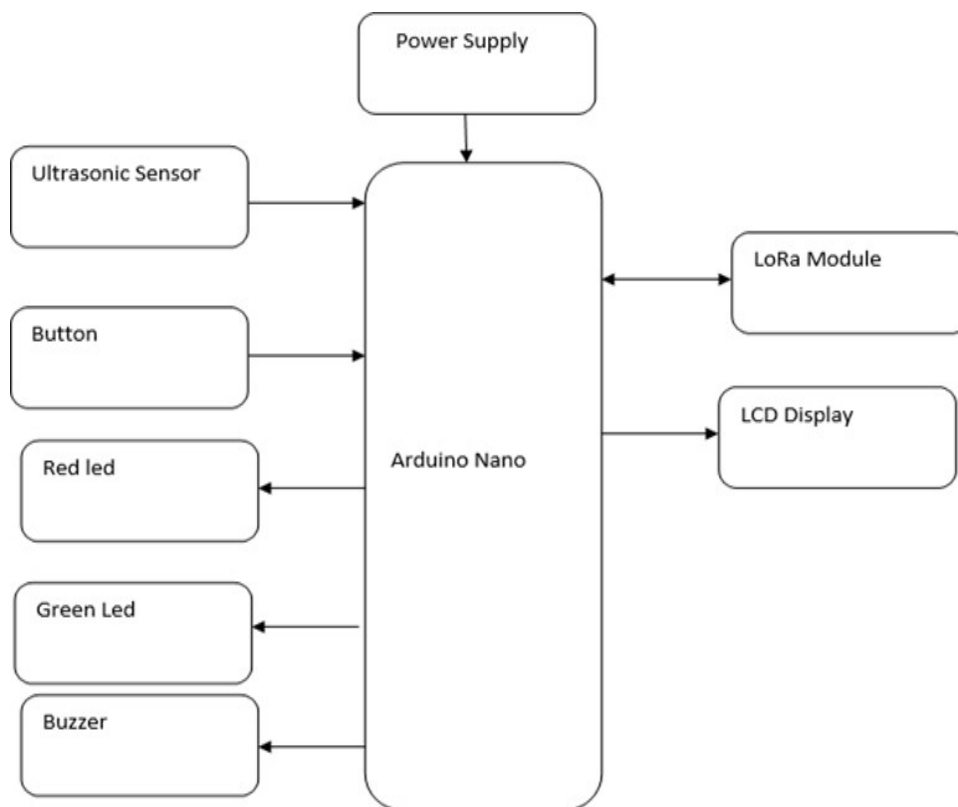 Power Supply
Ultrasonic Sensor
LoRa Module
Button
LCD Display
Red led
Arduino Nano
Green Led
Buzzer